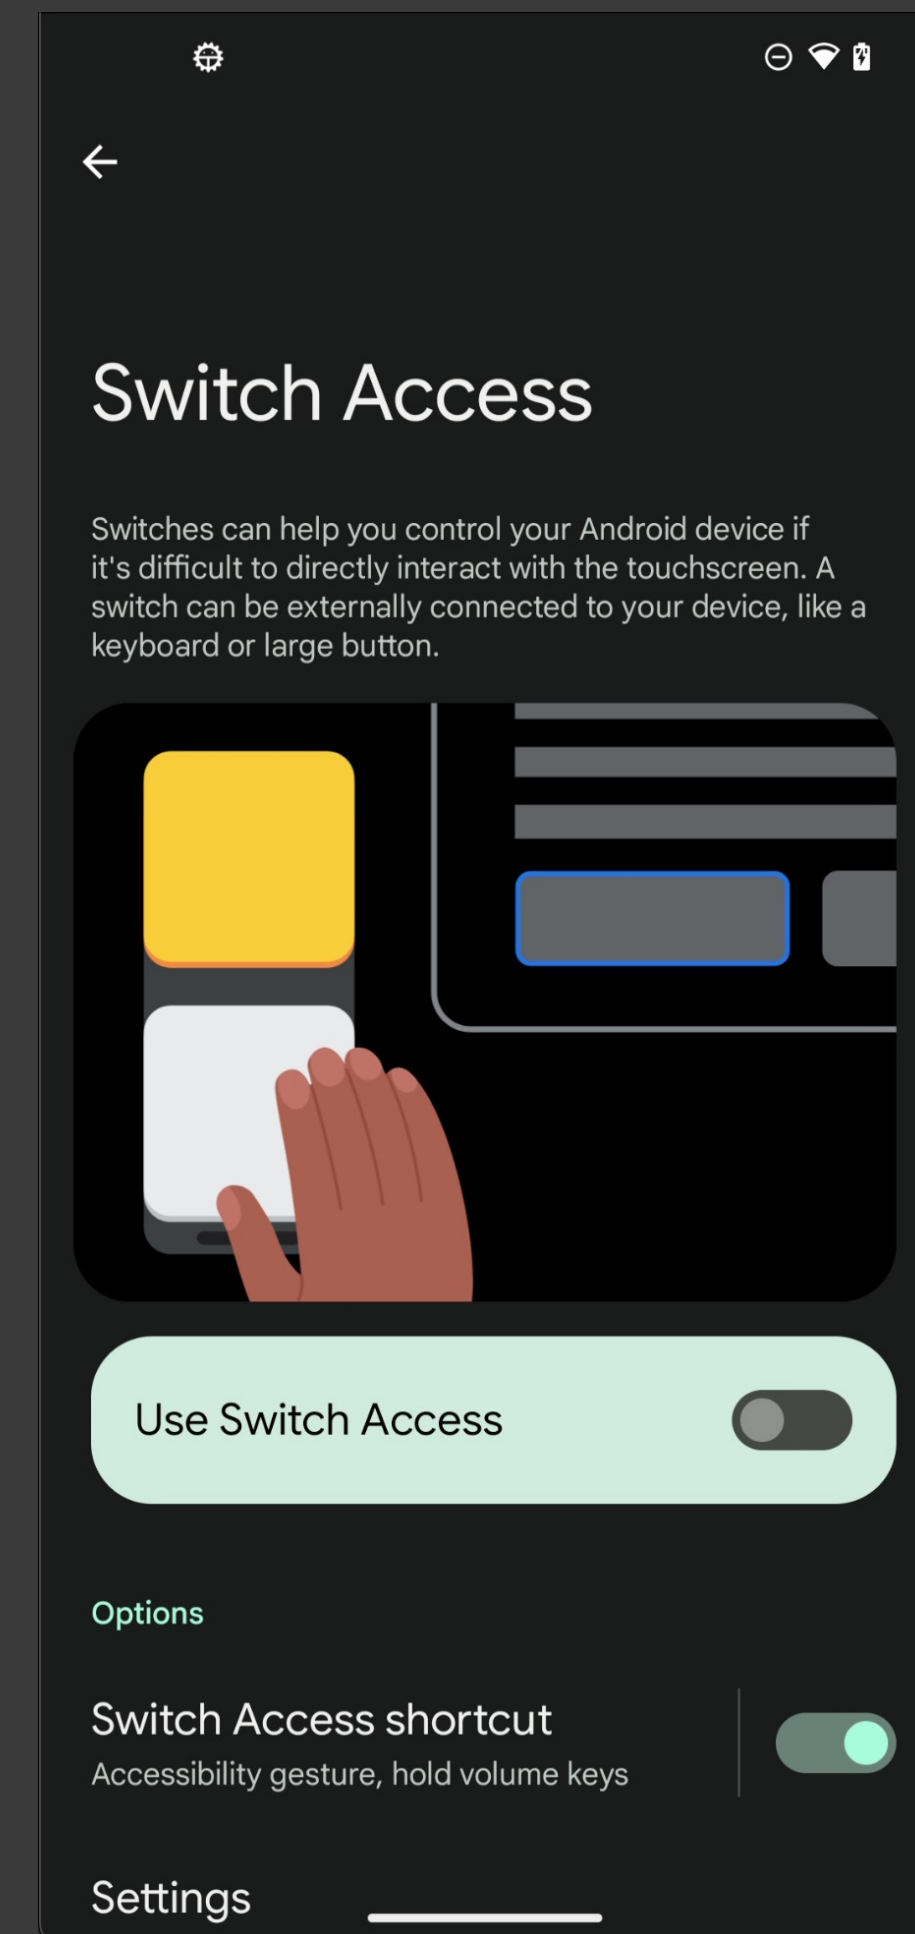 Switch Access
Switches can help you control your Android device if
it's difficult to directly interact with the touchscreen. A
switch can be externally connected to your device, like a
keyboard or large button.
Use Switch Access
Options
Switch Access shortcut
Accessibility gesture, hold volume keys
Settings